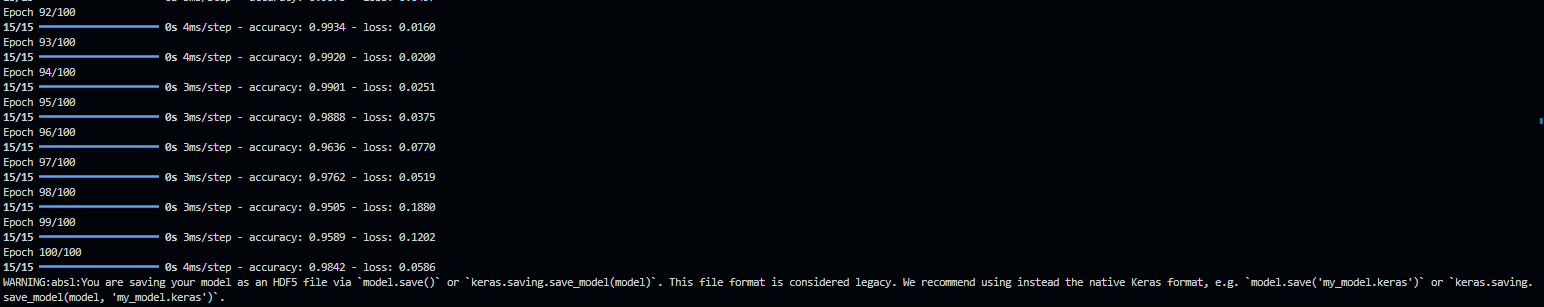 Epoch 92/100
15/15 ━━━━━━━━━━━━━━━━━━━━ 0s 4ms/step - accuracy: 0.9934 - loss: 0.0160
Epoch 93/100
15/15 ━━━━━━━━━━━━━━━━━━━━ 0s 4ms/step - accuracy: 0.9920 - loss: 0.0200
Epoch 94/100
15/15 ━━━━━━━━━━━━━━━━━━━━ 0s 3ms/step - accuracy: 0.9901 - loss: 0.0251
Epoch 95/100
15/15 ━━━━━━━━━━━━━━━━━━━━ 0s 3ms/step - accuracy: 0.9888 - loss: 0.0375
Epoch 96/100
15/15 ━━━━━━━━━━━━━━━━━━━━ 0s 3ms/step - accuracy: 0.9636 - loss: 0.0770
Epoch 97/100
15/15 ━━━━━━━━━━━━━━━━━━━━ 0s 3ms/step - accuracy: 0.9762 - loss: 0.0519
Epoch 98/100
15/15 ━━━━━━━━━━━━━━━━━━━━ 0s 3ms/step - accuracy: 0.9505 - loss: 0.1880
Epoch 99/100
15/15 ━━━━━━━━━━━━━━━━━━━━ 0s 3ms/step - accuracy: 0.9589 - loss: 0.1202
Epoch 100/100
15/15 ━━━━━━━━━━━━━━━━━━━━ 0s 4ms/step - accuracy: 0.9842 - loss: 0.0586
WARNING:absl:You are saving your model as an HDF5 file via `model.save()` or `keras.saving.save_model(model)`. This file format is considered legacy. We recommend using instead the native Keras format, e.g. `model.save('my_model.keras')` or `keras.saving.
save_model(model, 'my_model.keras')`.